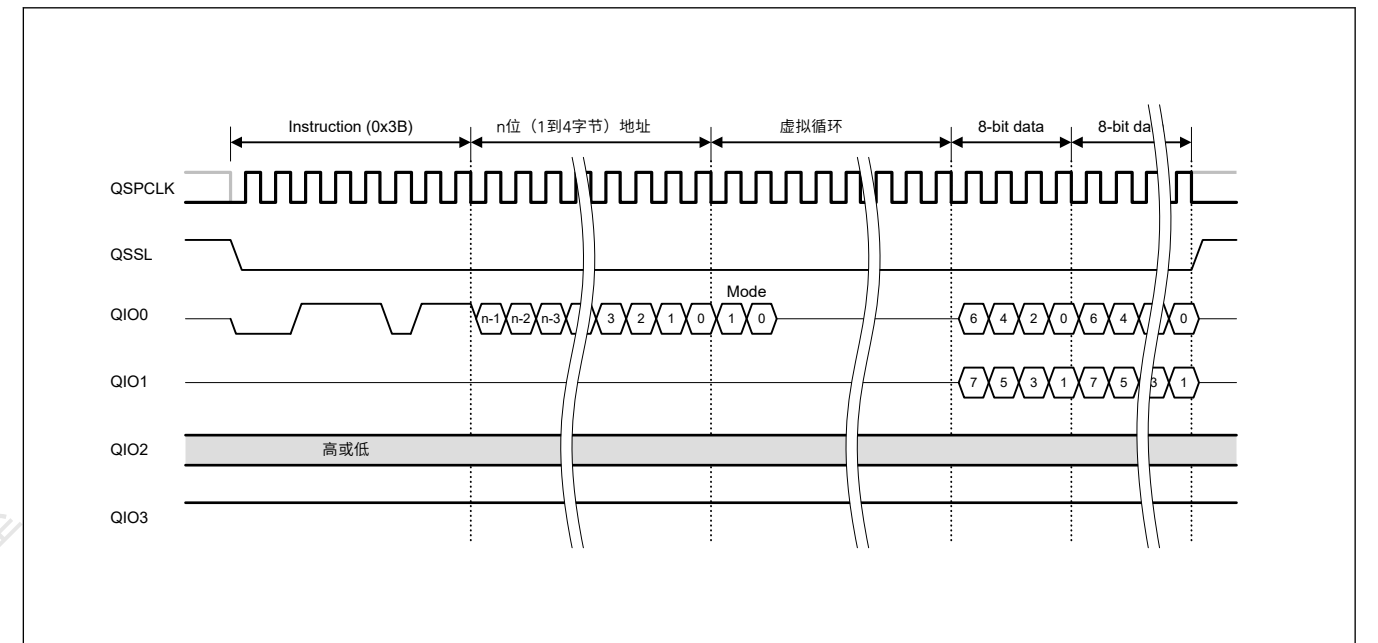 Instruction (0x3B) n位（1到4字节）地址 虚拟循环 8-bit data 8-bit da
QSPCLK
QSSL
Mode
QIO0 n-1 n-2 n-3 3 2 1 0 1 0 6 4 2 0 6 4 0
QIO1 7 5 3 1 7 5 3 1
QIO2 高或低
QIO3